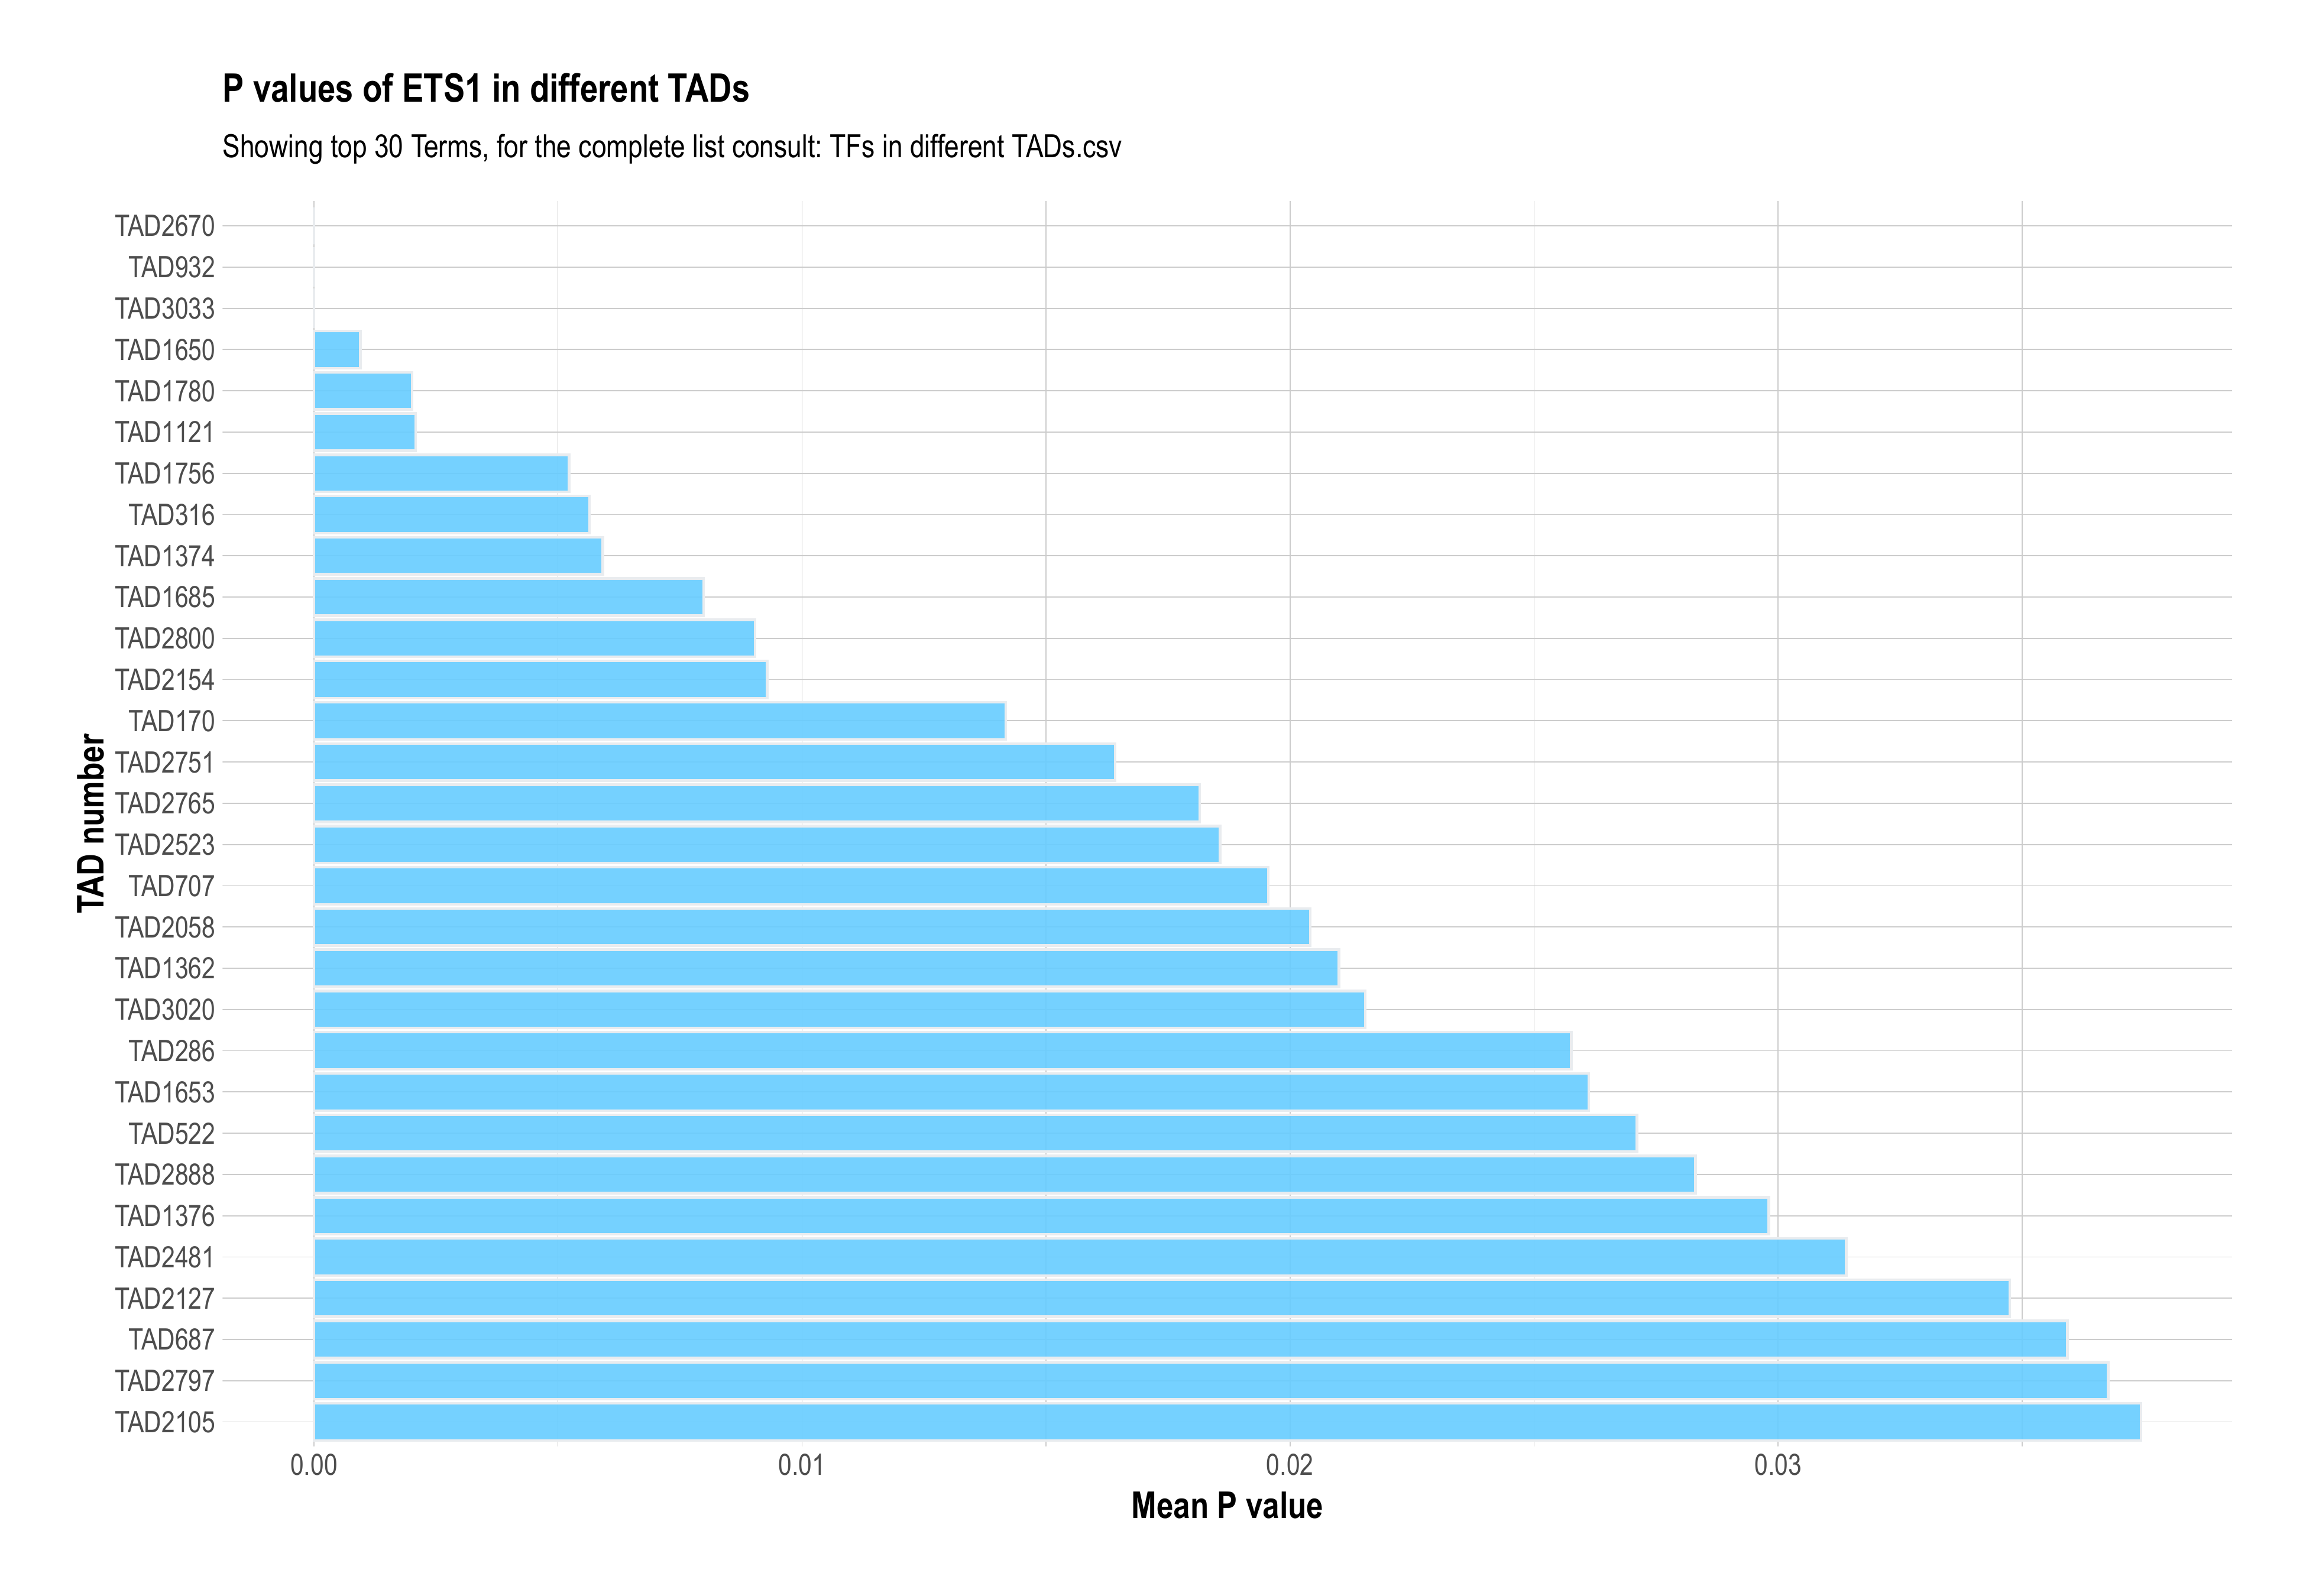 P values of ETS1 in different TADs
Showing top 30 Terms, for the complete list consult: TFs in different TADs.csv
TAD number
TAD2670
TAD932
TAD3033
TAD1650
TAD1780
TAD1121
TAD1756
TAD316
TAD1374
TAD1685
TAD2800
TAD2154
TAD170
TAD2751
TAD2765
TAD2523
TAD707
TAD2058
TAD1362
TAD3020
TAD286
TAD1653
TAD522
TAD2888
TAD1376
TAD2481
TAD2127
TAD687
TAD2797
TAD2105
0.00 0.01 0.02 0.03
Mean P value